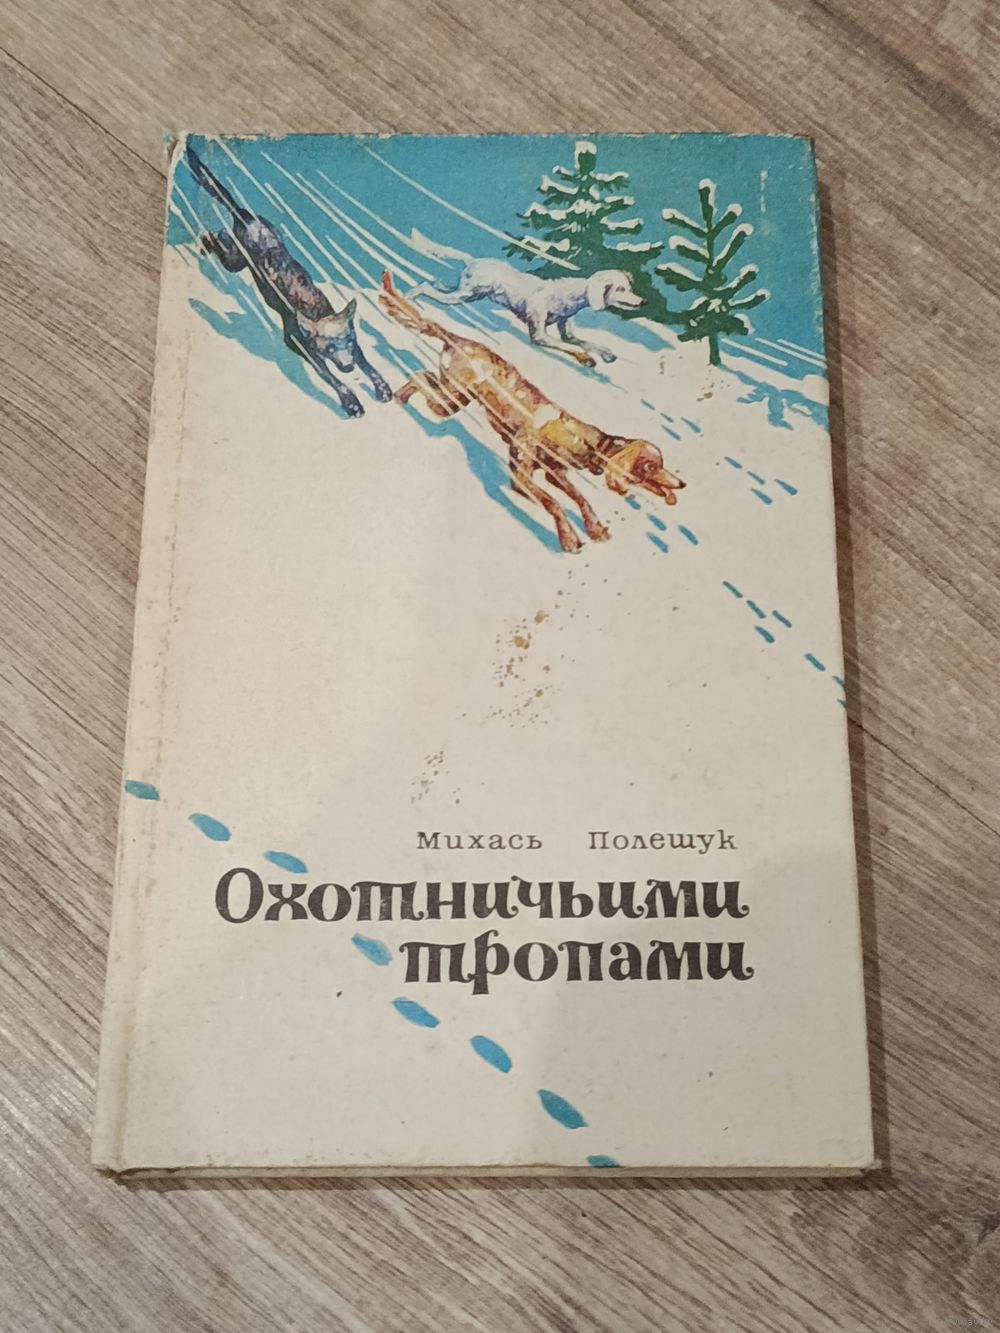 Михась Полешук
Охотничьими
тропами